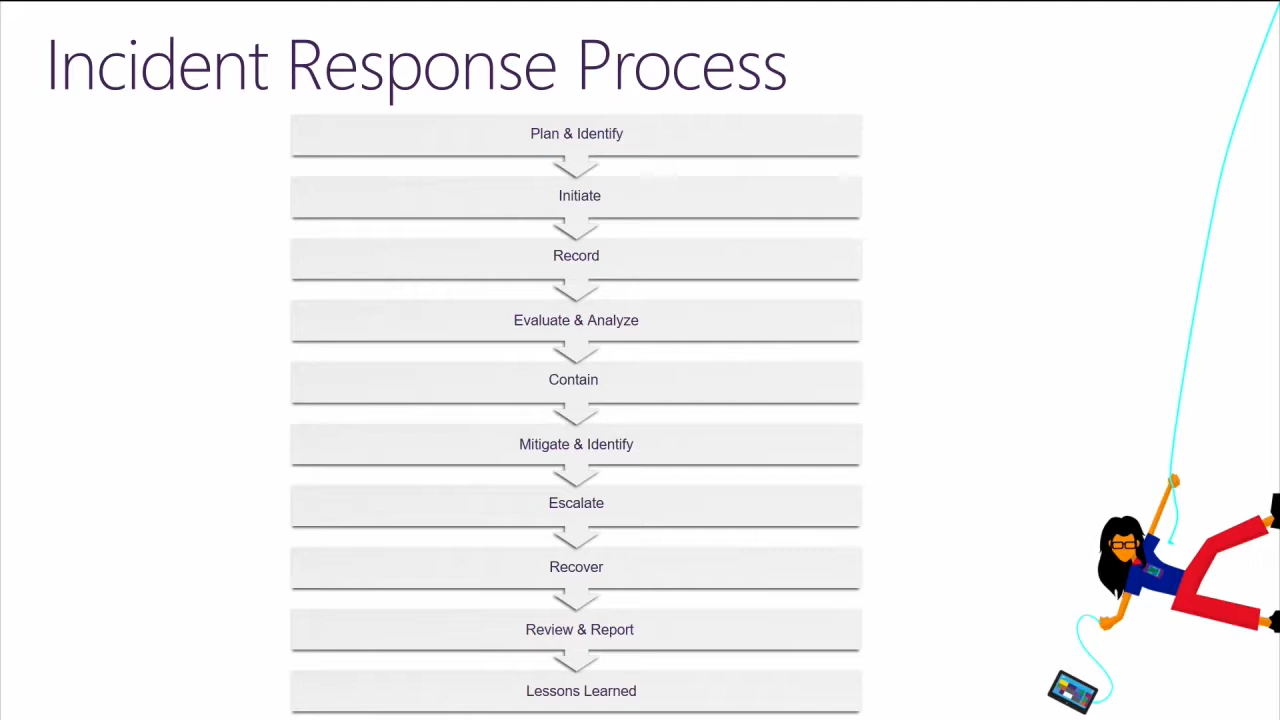 Incident Response Process
Plan & Identify
Initiate
Record
Evaluate & Analyze
Contain
Mitigate & Identify
Escalate
Recover
Review & Report
Lessons Learned